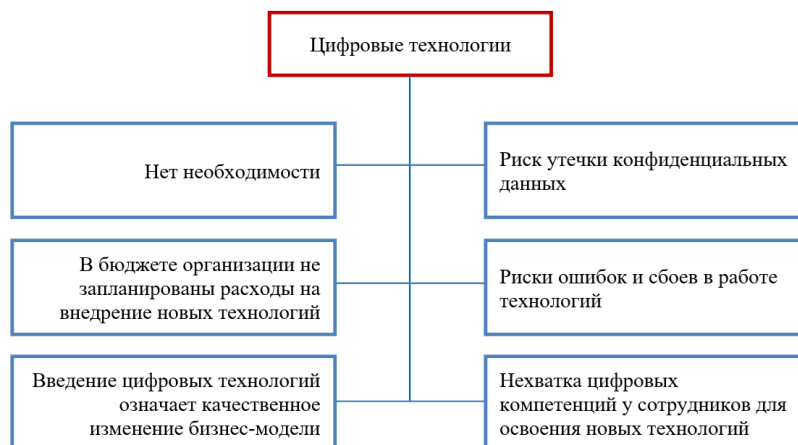 Цифровые технологии
Нет необходимости
Риск утечки конфиденциальных
данных
В бюджете организации не
запланированы расходы на
внедрение новых технологий
Риски ошибок и сбоев в работе
технологий
Введение цифровых технологий
означает качественное
изменение бизнес-модели
Нехватка цифровых
компетенций у сотрудников для
освоения новых технологий